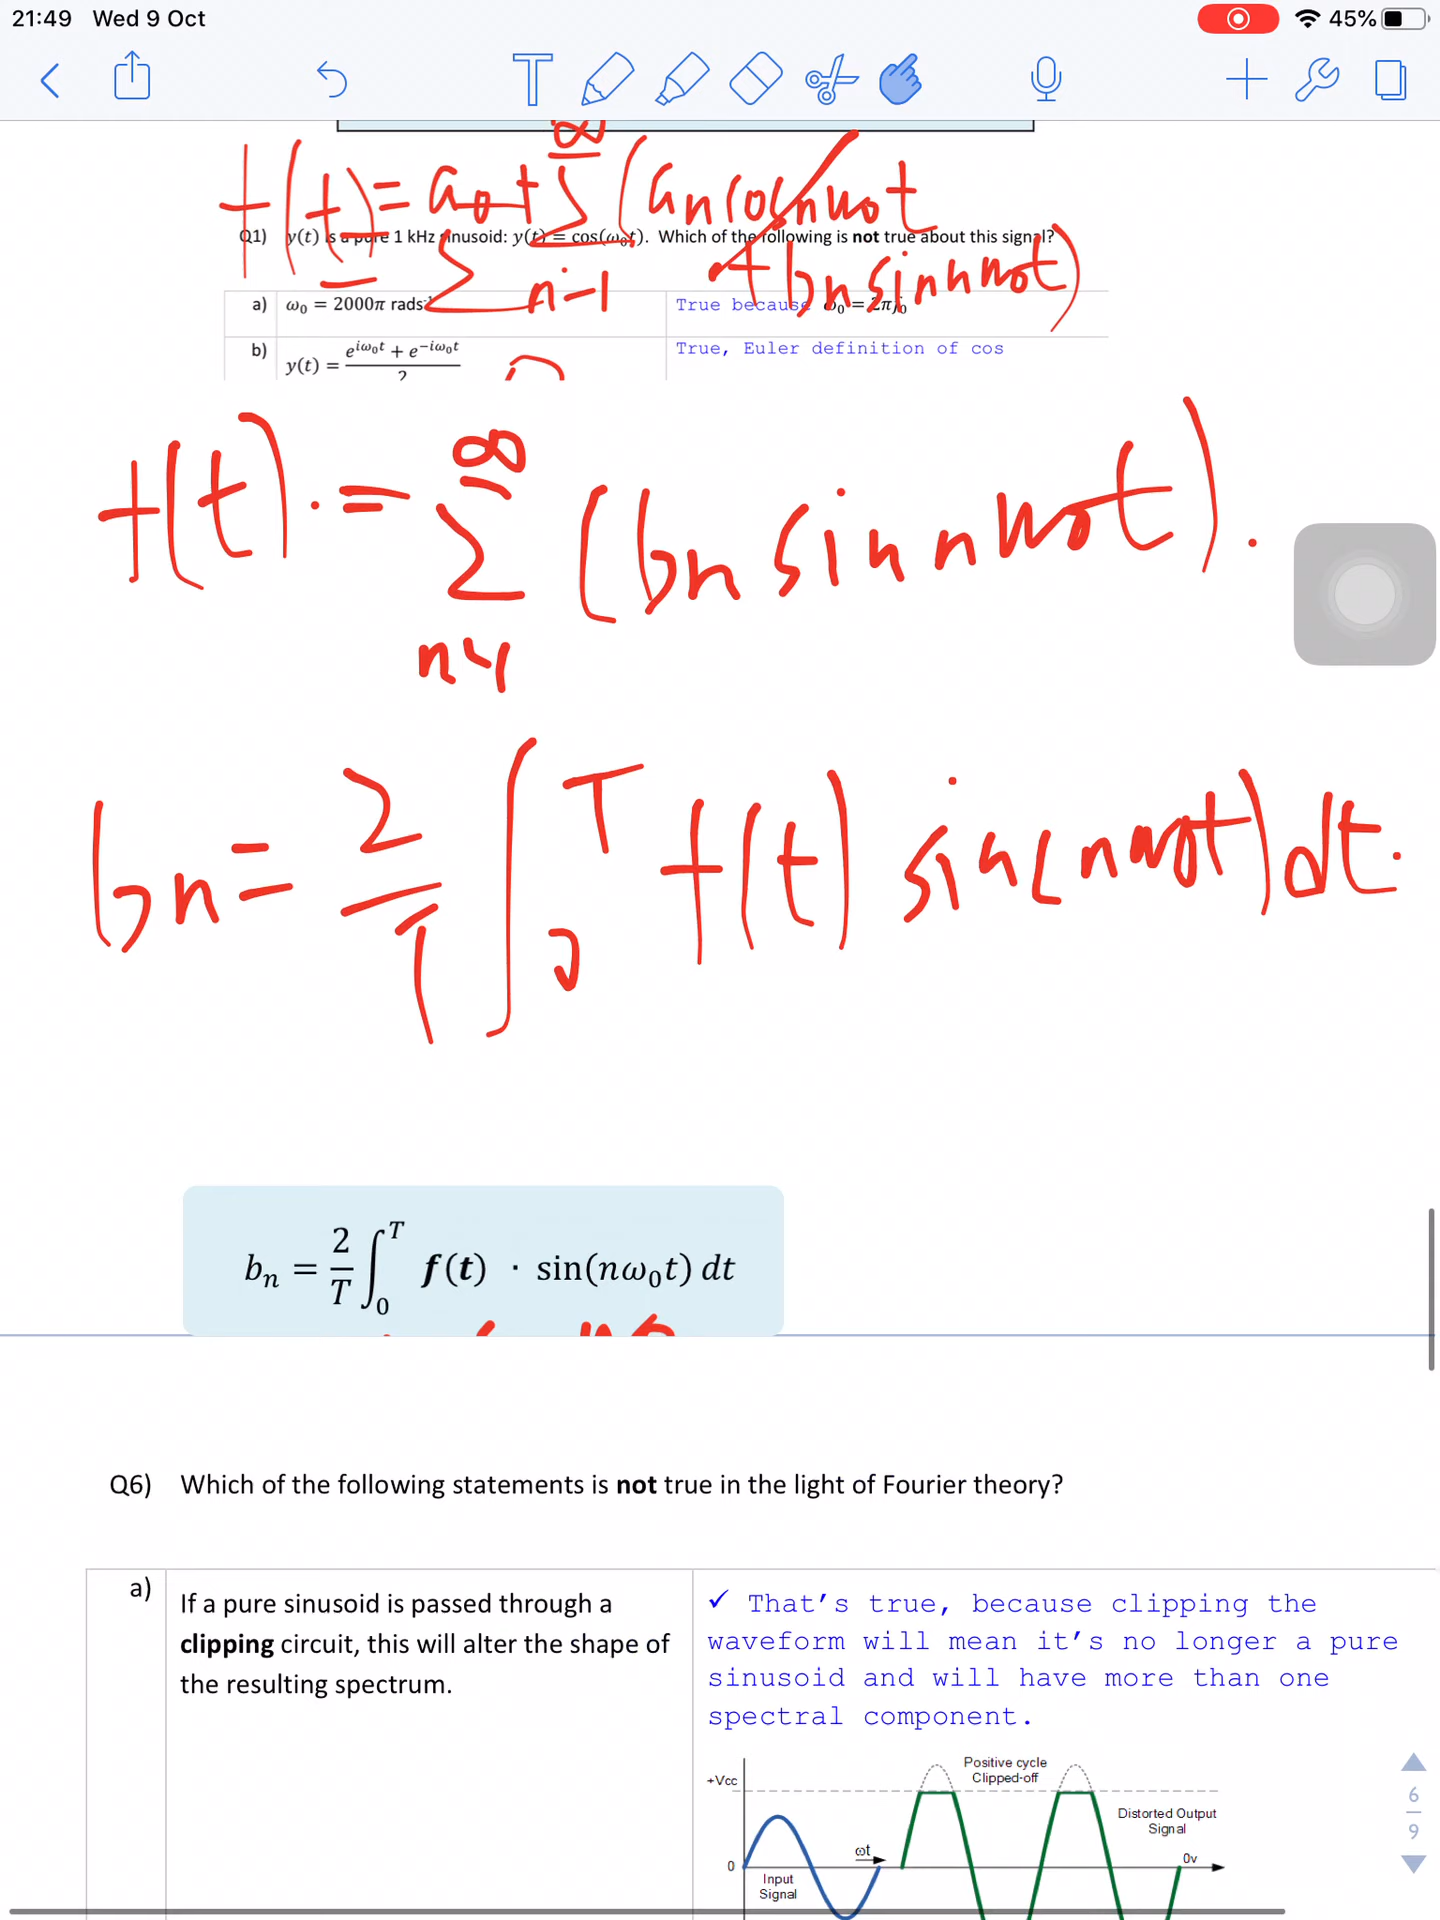 21:49 Wed 9 Oct 45%
f(t) = a₀ + ∞ Σ (an cos nω₀t
Q1) y(t) is a pure 1 kHz sinusoid: y(t) = cos(ω₀t). Which of the following is not true about this signal?
= Σ n=1 + bn sin nω₀t)
a) ω₀ = 2000π rads⁻¹ True because ω₀ = 2πf₀
b) y(t) = (e^{iω₀t} + e^{-iω₀t}) / 2 True, Euler definition of cos
f(t). = ∞ Σ (bn sin nω₀t).
n=1
bn = 2/T ∫₀ᵀ f(t) sin(nω₀t) dt.
bₙ = 2/T ∫₀ᵀ f(t) · sin(nω₀t) dt
Q6) Which of the following statements is not true in the light of Fourier theory?
a) If a pure sinusoid is passed through a
clipping circuit, this will alter the shape of
the resulting spectrum.
✓ That's true, because clipping the
waveform will mean it's no longer a pure
sinusoid and will have more than one
spectral component.
Positive cycle
Clipped-off
+Vcc
Distorted Output
Signal
ωt
0v
0
Input
Signal
6
9